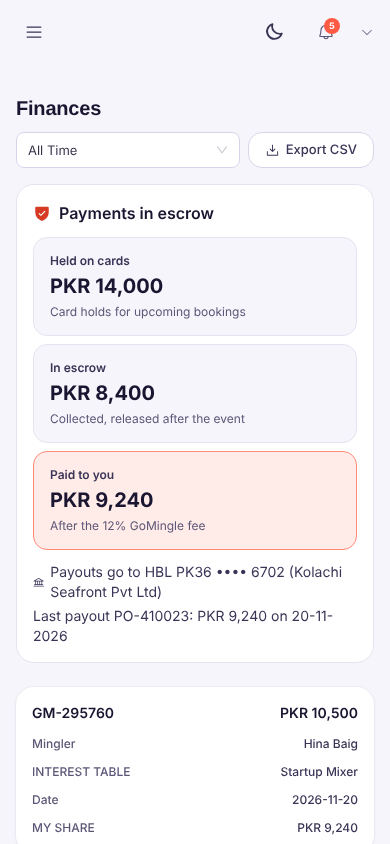 5
Finances
All Time
Export CSV
Payments in escrow
Held on cards
PKR 14,000
Card holds for upcoming bookings
In escrow
PKR 8,400
Collected, released after the event
Paid to you
PKR 9,240
After the 12% GoMingle fee
Payouts go to HBL PK36 •••• 6702 (Kolachi
Seafront Pvt Ltd)
Last payout PO-410023: PKR 9,240 on 20-11-
2026
GM-295760 PKR 10,500
Mingler Hina Baig
INTEREST TABLE Startup Mixer
Date 2026-11-20
MY SHARE PKR 9,240